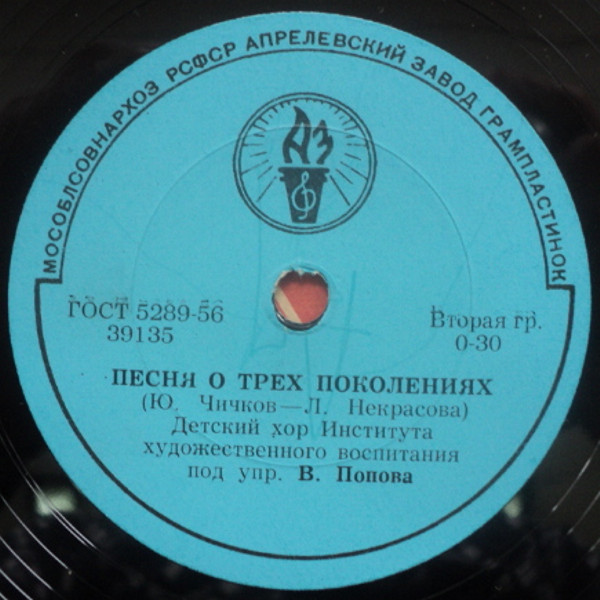 МОСОБЛСОВНАРХОЗ РСФСР АПРЕЛЕВСКИЙ ЗАВОД ГРАМПЛАСТИНОК
АЗ
ГОСТ 5289-56
39135
Вторая гр.
0-30
ПЕСНЯ О ТРЕХ ПОКОЛЕНИЯХ
(Ю. Чичков—Л. Некрасова)
Детский хор Института
художественного воспитания
под упр. В. Попова